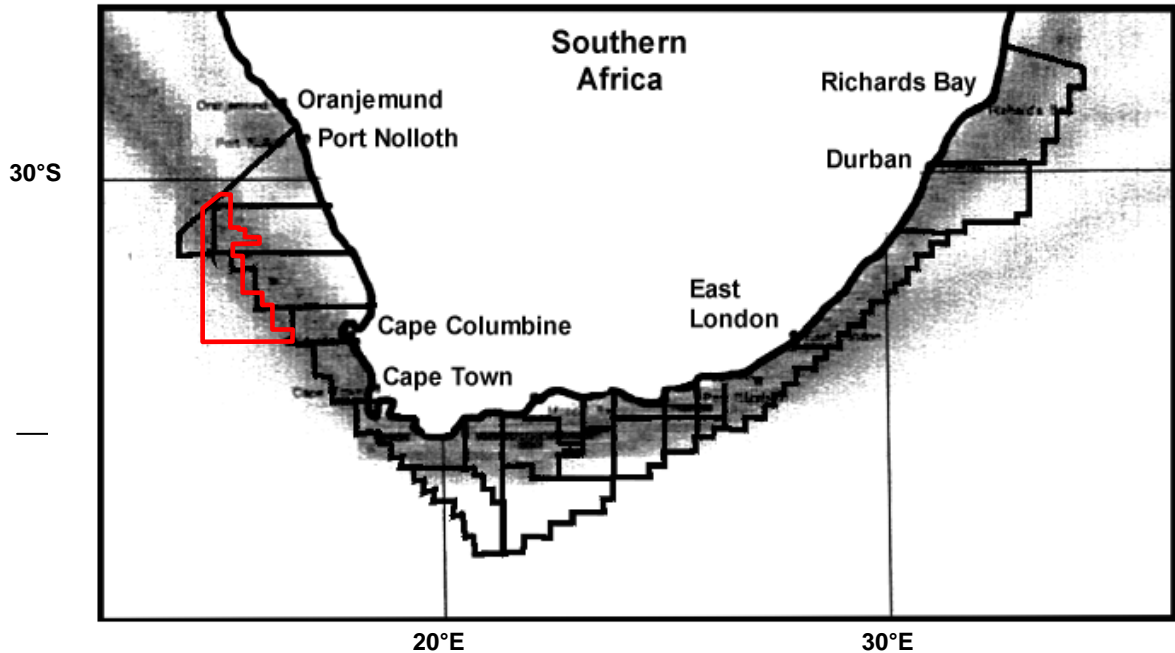 Southern
Africa
Oranjemund
Richards Bay
Port Nolloth
Durban
30°S
East
London
Cape Columbine
Cape Town
20°E
30°E